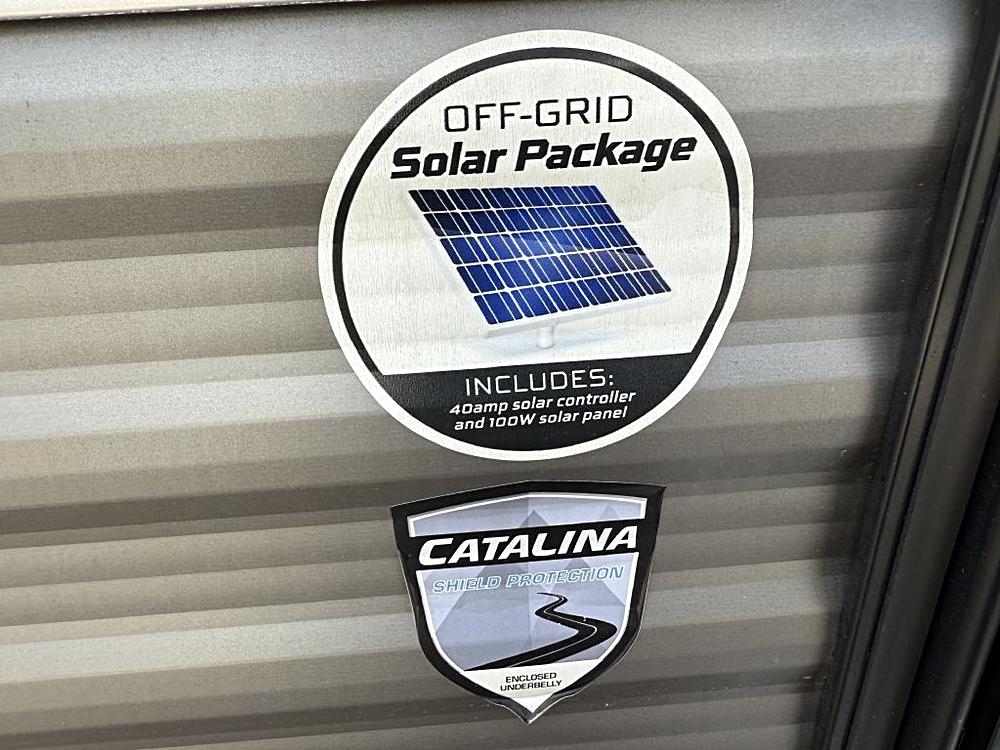 OFF-GRID
Solar Package
INCLUDES:
40amp solar controller
and 100W solar panel
CATALINA
SHIELD PROTECTION
ENCLOSED
UNDERBELLY